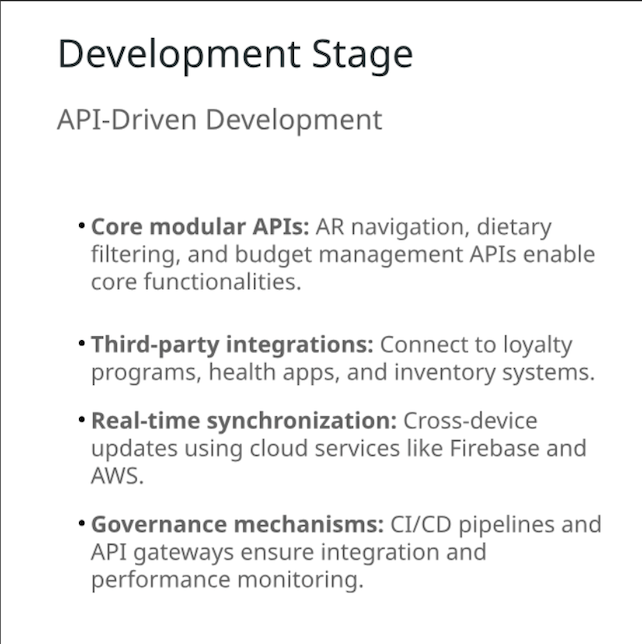 Development Stage
API-Driven Development
• Core modular APIs: AR navigation, dietary
filtering, and budget management APIs enable
core functionalities.
• Third-party integrations: Connect to loyalty
programs, health apps, and inventory systems.
• Real-time synchronization: Cross-device
updates using cloud services like Firebase and
AWS.
• Governance mechanisms: CI/CD pipelines and
API gateways ensure integration and
performance monitoring.